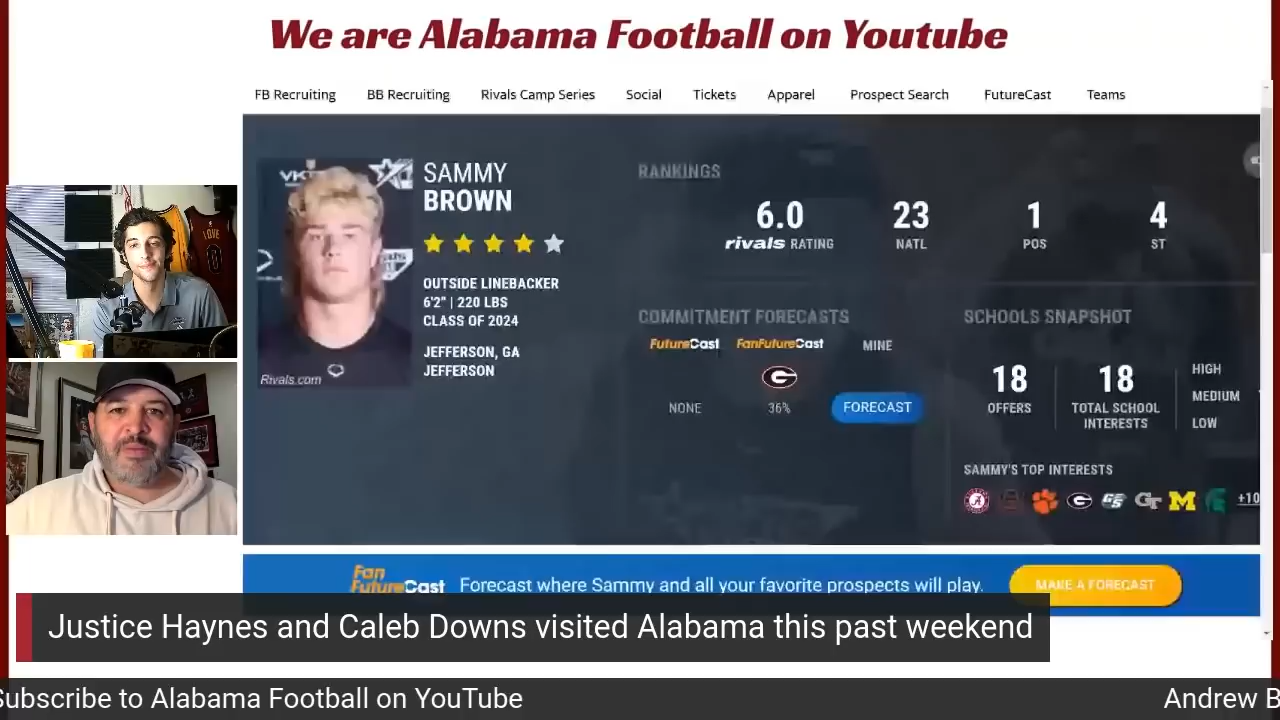 We are Alabama Football on Youtube
FB Recruiting BB Recruiting Rivals Camp Series Social Tickets Apparel Prospect Search FutureCast Teams
SAMMY
BROWN
OUTSIDE LINEBACKER
6'2" | 220 LBS
CLASS OF 2024
JEFFERSON, GA
JEFFERSON
Rivals.com
RANKINGS
6.0 23 1 4
rivals RATING NATL POS ST
COMMITMENT FORECASTS
FutureCast FanFutureCast MINE
G
NONE 36% FORECAST
SCHOOLS SNAPSHOT
18 18
OFFERS TOTAL SCHOOL
INTERESTS
HIGH
MEDIUM
LOW
SAMMY'S TOP INTERESTS
A G GS GT M +10
LOVE
0
Fan
FutureCast Forecast where Sammy and all your favorite prospects will play. MAKE A FORECAST
Justice Haynes and Caleb Downs visited Alabama this past weekend
Subscribe to Alabama Football on YouTube Andrew B